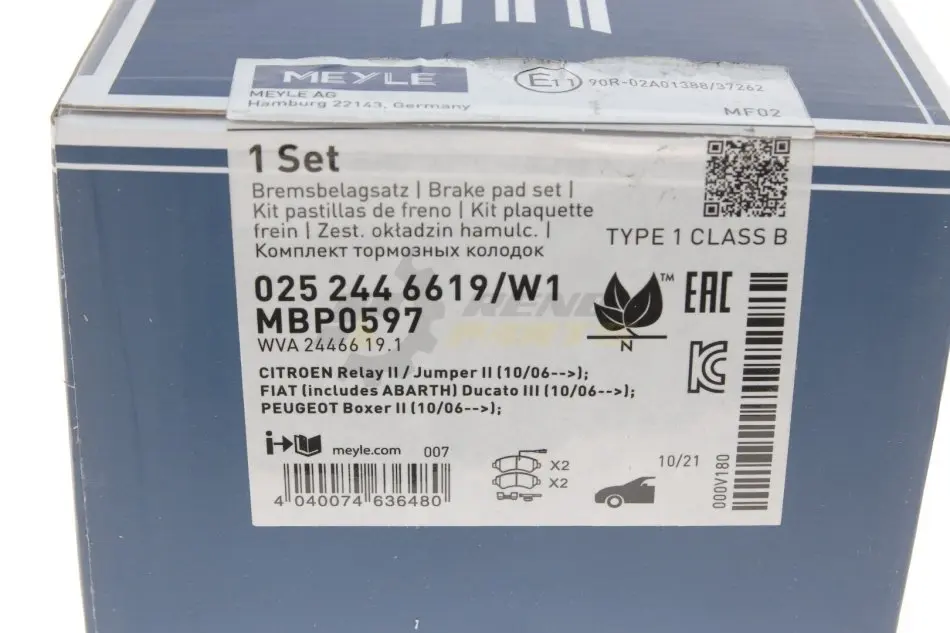 MEYLE
MEYLE AG
Hamburg 22143, Germany
E11 90R-02A01388/37262
MF02
1 Set
Bremsbelagsatz | Brake pad set |
Kit pastillas de freno | Kit plaquette
frein | Zest. okładzin hamulc. |
Комплект тормозных колодок
TYPE 1 CLASS B
025 244 6619/W1
MBP0597
WVA 24466 19.1
™
N
EAC
CITROEN Relay II / Jumper II (10/06-->);
FIAT (includes ABARTH) Ducato III (10/06-->);
PEUGEOT Boxer II (10/06-->);
meyle.com 007
4 040074 636480
X2
X2
10/21
000V180